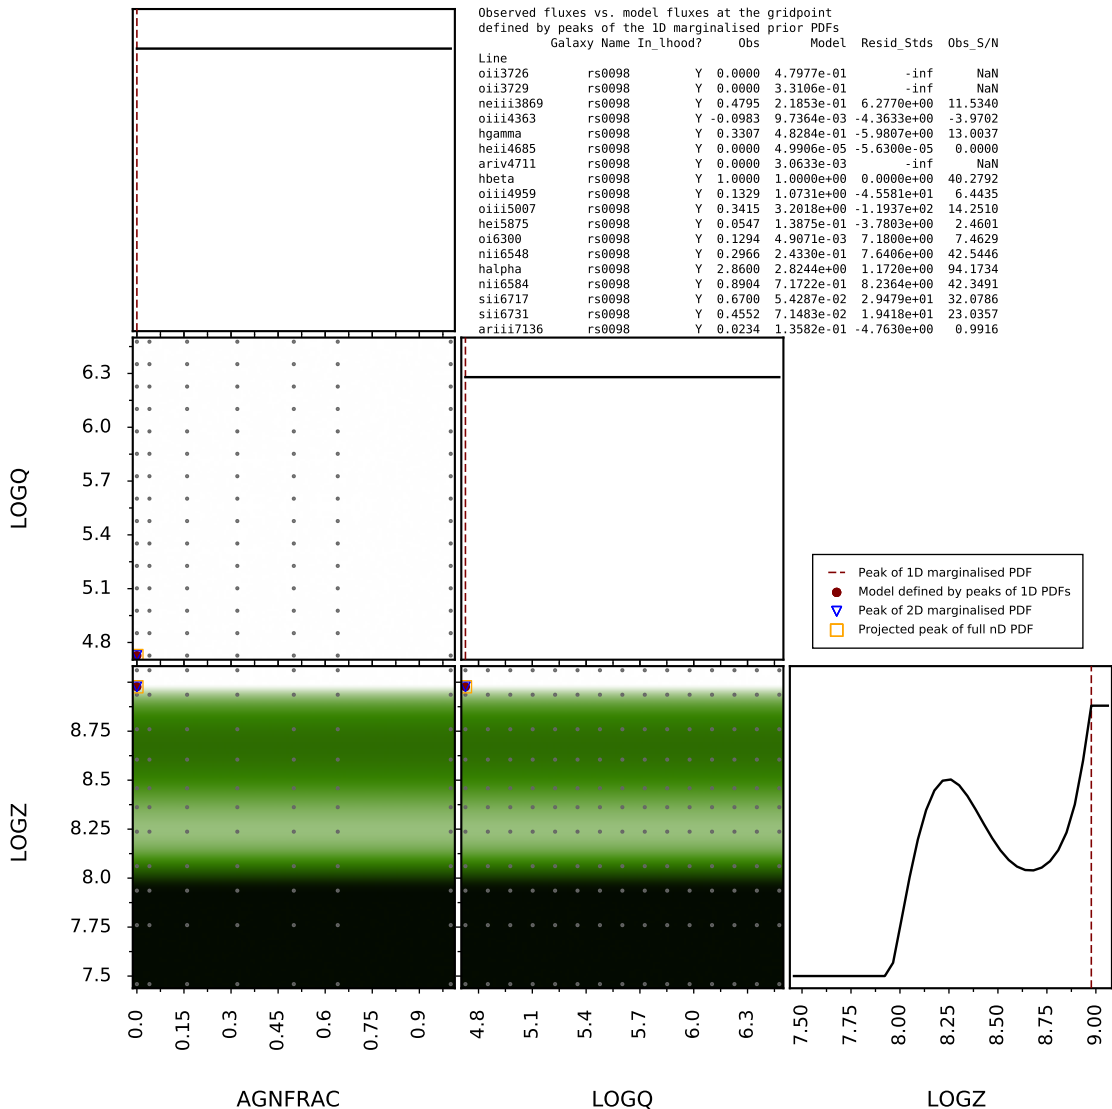 Observed fluxes vs. model fluxes at the gridpoint
defined by peaks of the 1D marginalised prior PDFs
Galaxy Name In_lhood? Obs Model Resid_Stds Obs_S/N
Line
oii3726 rs0098 Y 0.0000 4.7977e-01 -inf NaN
oii3729 rs0098 Y 0.0000 3.3106e-01 -inf NaN
neiii3869 rs0098 Y 0.4795 2.1853e-01 6.2770e+00 11.5340
oiii4363 rs0098 Y -0.0983 9.7364e-03 -4.3633e+00 -3.9702
hgamma rs0098 Y 0.3307 4.8284e-01 -5.9807e+00 13.0037
heii4685 rs0098 Y 0.0000 4.9906e-05 -5.6300e-05 0.0000
ariv4711 rs0098 Y 0.0000 3.0633e-03 -inf NaN
hbeta rs0098 Y 1.0000 1.0000e+00 0.0000e+00 40.2792
oiii4959 rs0098 Y 0.1329 1.0731e+00 -4.5581e+01 6.4435
oiii5007 rs0098 Y 0.3415 3.2018e+00 -1.1937e+02 14.2510
hei5875 rs0098 Y 0.0547 1.3875e-01 -3.7803e+00 2.4601
oi6300 rs0098 Y 0.1294 4.9071e-03 7.1800e+00 7.4629
nii6548 rs0098 Y 0.2966 2.4330e-01 7.6406e+00 42.5446
halpha rs0098 Y 2.8600 2.8244e+00 1.1720e+00 94.1734
nii6584 rs0098 Y 0.8904 7.1722e-01 8.2364e+00 42.3491
sii6717 rs0098 Y 0.6700 5.4287e-02 2.9479e+01 32.0786
sii6731 rs0098 Y 0.4552 7.1483e-02 1.9418e+01 23.0357
ariii7136 rs0098 Y 0.0234 1.3582e-01 -4.7630e+00 0.9916
6.3
6.0
5.7
5.4
5.1
4.8
LOGQ
Peak of 1D marginalised PDF
Model defined by peaks of 1D PDFs
Peak of 2D marginalised PDF
Projected peak of full nD PDF
8.75
8.5
8.25
8.0
7.75
7.5
LOGZ
0.0 0.15 0.3 0.45 0.6 0.75 0.9
4.8 5.1 5.4 5.7 6.0 6.3
7.50 7.75 8.00 8.25 8.50 8.75 9.00
AGNFRAC LOGQ LOGZ